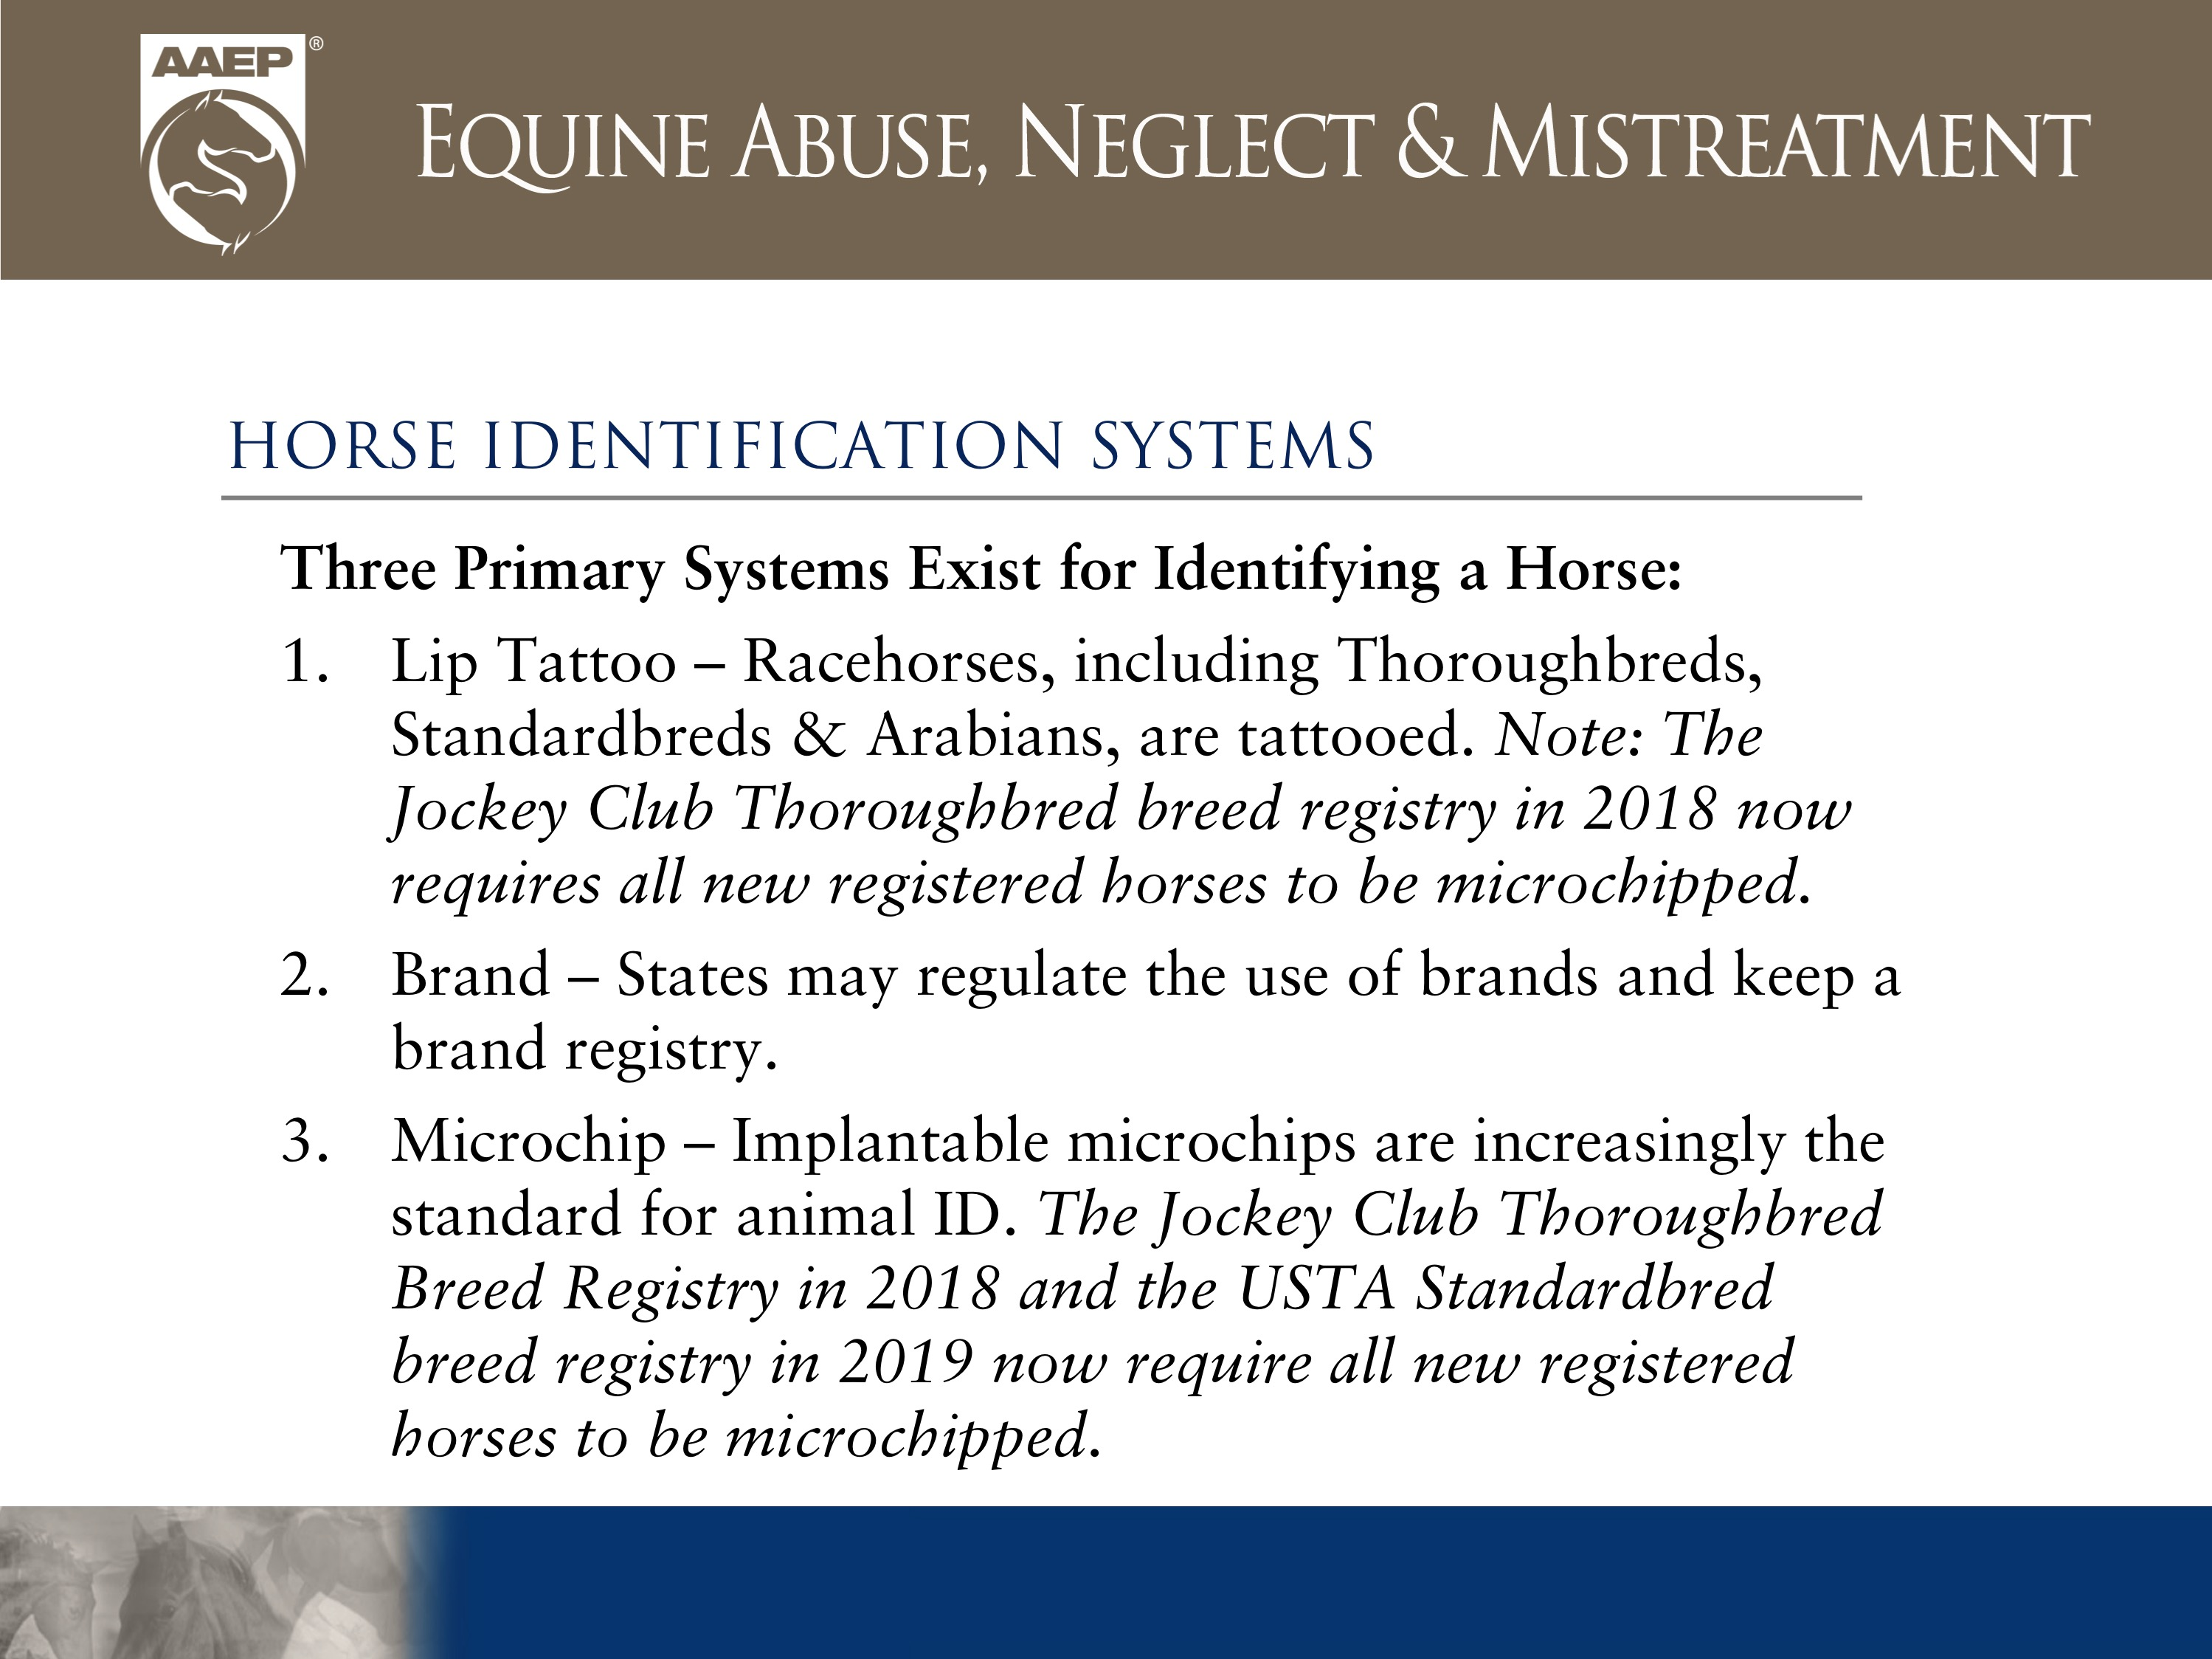 AAEP ®
EQUINE ABUSE, NEGLECT & MISTREATMENT
HORSE IDENTIFICATION SYSTEMS
Three Primary Systems Exist for Identifying a Horse:
1. Lip Tattoo – Racehorses, including Thoroughbreds,
Standardbreds & Arabians, are tattooed. Note: The
Jockey Club Thoroughbred breed registry in 2018 now
requires all new registered horses to be microchipped.
2. Brand – States may regulate the use of brands and keep a
brand registry.
3. Microchip – Implantable microchips are increasingly the
standard for animal ID. The Jockey Club Thoroughbred
Breed Registry in 2018 and the USTA Standardbred
breed registry in 2019 now require all new registered
horses to be microchipped.